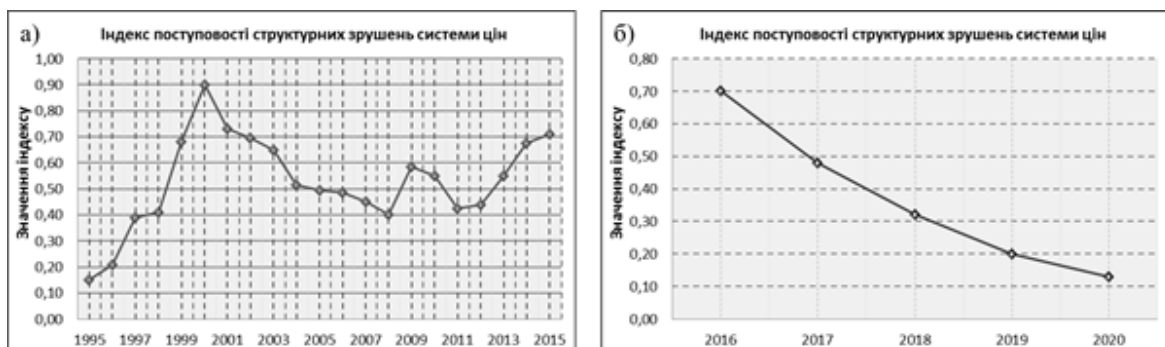 а)
Індекс поступовості структурних зрушень системи цін
Значення індексу
1,00
0,90
0,80
0,70
0,60
0,50
0,40
0,30
0,20
0,10
0,00
1995 1997 1999 2001 2003 2005 2007 2009 2011 2013 2015
б)
Індекс поступовості структурних зрушень системи цін
Значення індексу
0,80
0,70
0,60
0,50
0,40
0,30
0,20
0,10
0,00
2016 2017 2018 2019 2020